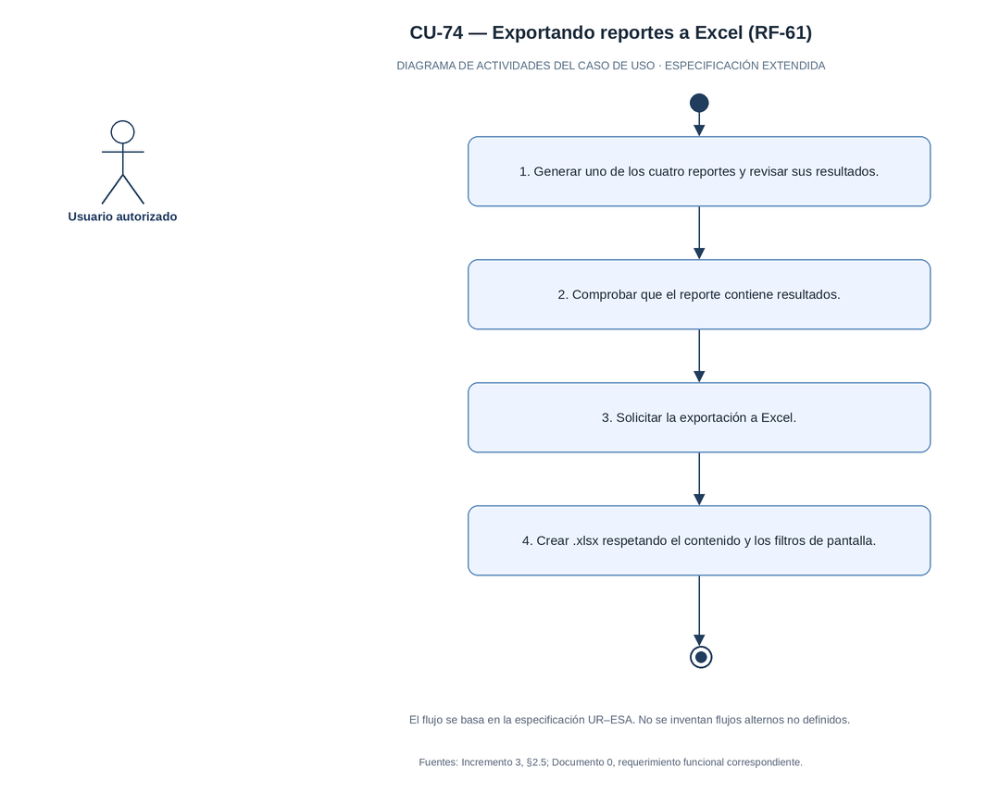 CU-74 — Exportando reportes a Excel (RF-61)
DIAGRAMA DE ACTIVIDADES DEL CASO DE USO · ESPECIFICACIÓN EXTENDIDA
Usuario autorizado
1. Generar uno de los cuatro reportes y revisar sus resultados.
2. Comprobar que el reporte contiene resultados.
3. Solicitar la exportación a Excel.
4. Crear .xlsx respetando el contenido y los filtros de pantalla.
El flujo se basa en la especificación UR–ESA. No se inventan flujos alternos no definidos.
Fuentes: Incremento 3, §2.5; Documento 0, requerimiento funcional correspondiente.